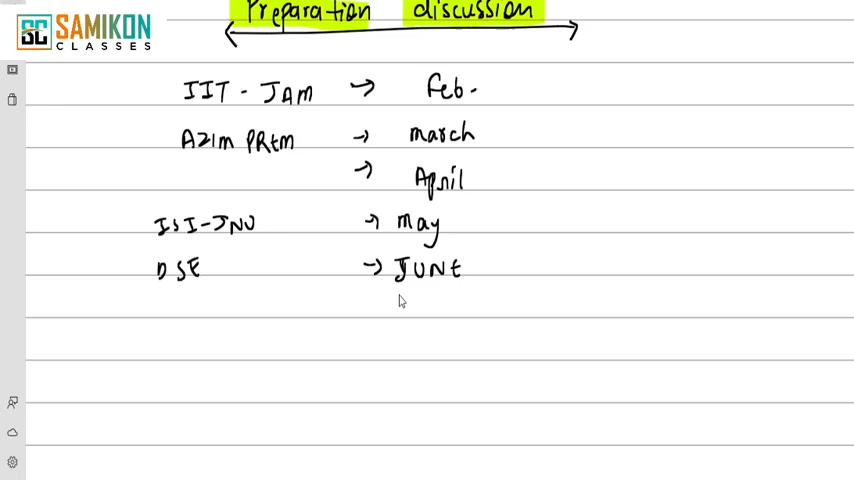 Preparation discussion
SC SAMIKON
CLASSES
IIT - JAM → Feb.
AZIM PREM → march
→ April
ISI-JNU → may
DSE → JUNE